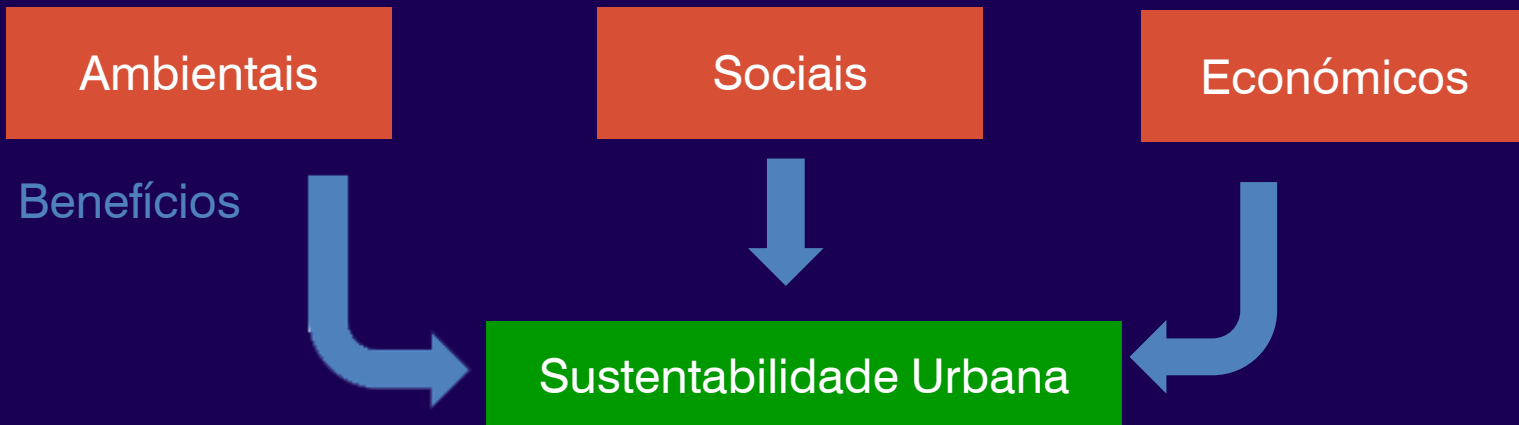 Ambientais
Sociais
Económicos
Benefícios
Sustentabilidade Urbana